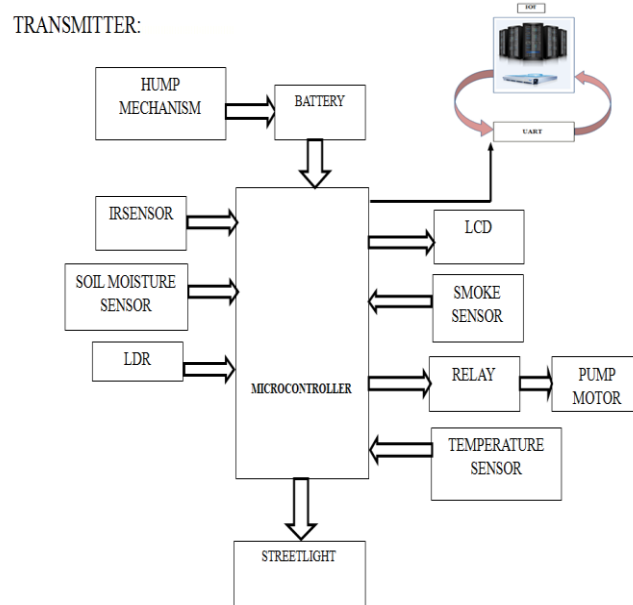 TRANSMITTER:
IOT
HUMP
MECHANISM
BATTERY
UART
IRSENSOR
LCD
SOIL MOISTURE
SENSOR
SMOKE
SENSOR
LDR
MICROCONTROLLER
RELAY
PUMP
MOTOR
TEMPERATURE
SENSOR
STREETLIGHT